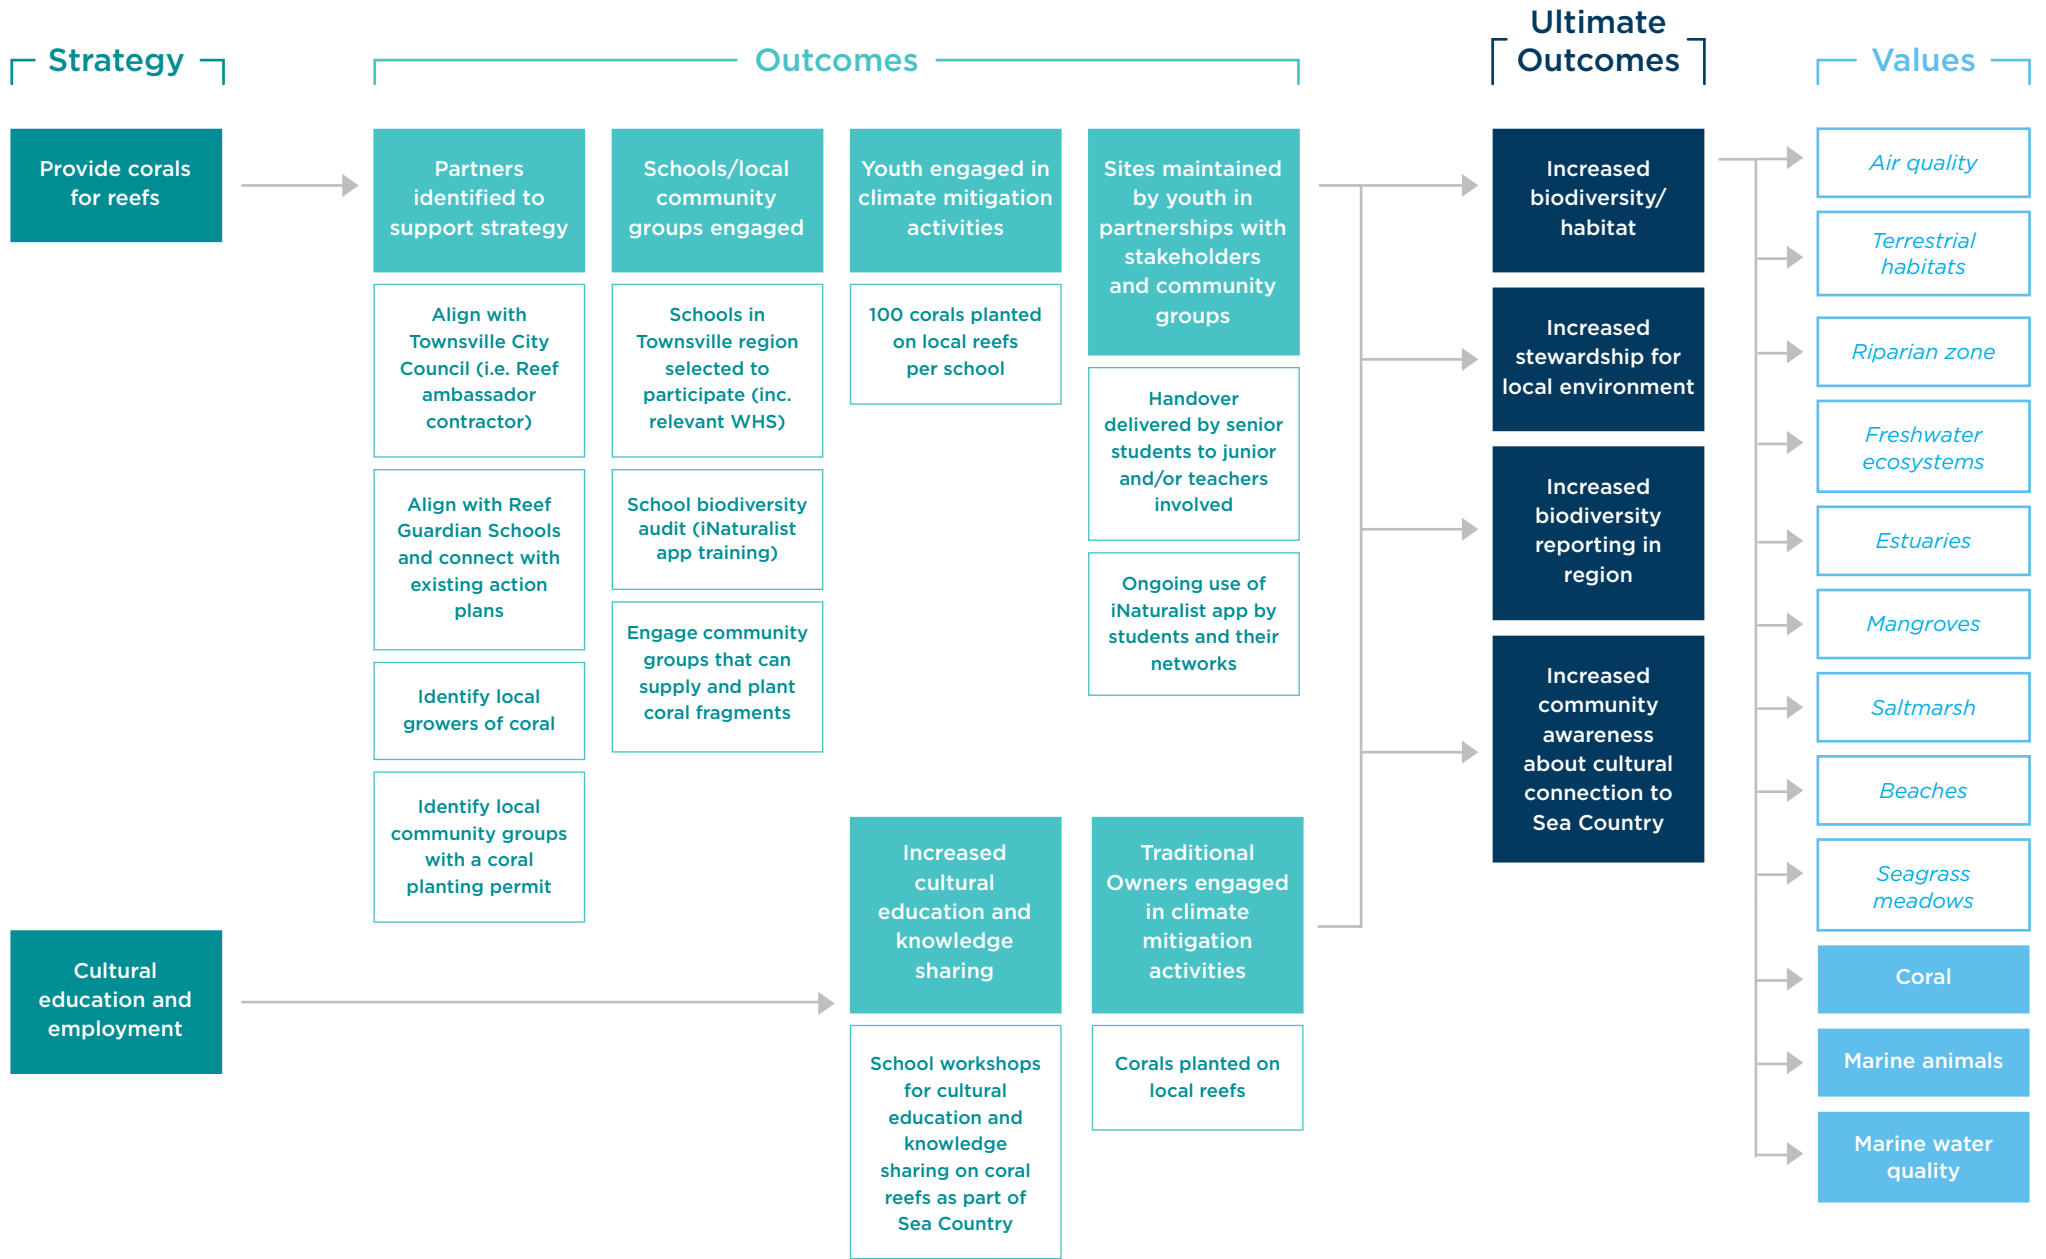 Strategy
Outcomes
Ultimate
Outcomes
Values
Provide corals
for reefs
Partners
identified to
support strategy
Align with
Townsville City
Council (i.e. Reef
ambassador
contractor)
Align with Reef
Guardian Schools
and connect with
existing action
plans
Identify local
growers of coral
Identify local
community groups
with a coral
planting permit
Schools/local
community
groups engaged
Schools in
Townsville region
selected to
participate (inc.
relevant WHS)
School biodiversity
audit (iNaturalist
app training)
Engage community
groups that can
supply and plant
coral fragments
Youth engaged in
climate mitigation
activities
100 corals planted
on local reefs
per school
Sites maintained
by youth in
partnerships with
stakeholders
and community
groups
Handover
delivered by senior
students to junior
and/or teachers
involved
Ongoing use of
iNaturalist app by
students and their
networks
Cultural
education and
employment
Increased
cultural
education and
knowledge
sharing
School workshops
for cultural
education and
knowledge
sharing on coral
reefs as part of
Sea Country
Traditional
Owners engaged
in climate
mitigation
activities
Corals planted on
local reefs
Increased
biodiversity/
habitat
Increased
stewardship for
local environment
Increased
biodiversity
reporting in
region
Increased
community
awareness
about cultural
connection to
Sea Country
Air quality
Terrestrial
habitats
Riparian zone
Freshwater
ecosystems
Estuaries
Mangroves
Saltmarsh
Beaches
Seagrass
meadows
Coral
Marine animals
Marine water
quality